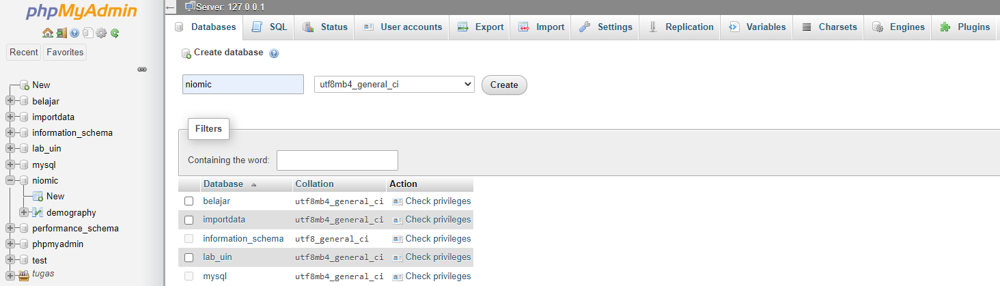 phpMyAdmin
Recent Favorites
New
belajar
importdata
information_schema
lab_uin
mysql
niomic
New
demography
performance_schema
phpmyadmin
test
tugas
Server: 127.0.0.1
Databases SQL Status User accounts Export Import Settings Replication Variables Charsets Engines Plugins
Create database
niomic utf8mb4_general_ci Create
Filters
Containing the word:
Database Collation Action
belajar utf8mb4_general_ci Check privileges
importdata utf8mb4_general_ci Check privileges
information_schema utf8_general_ci Check privileges
lab_uin utf8mb4_general_ci Check privileges
mysql utf8mb4_general_ci Check privileges